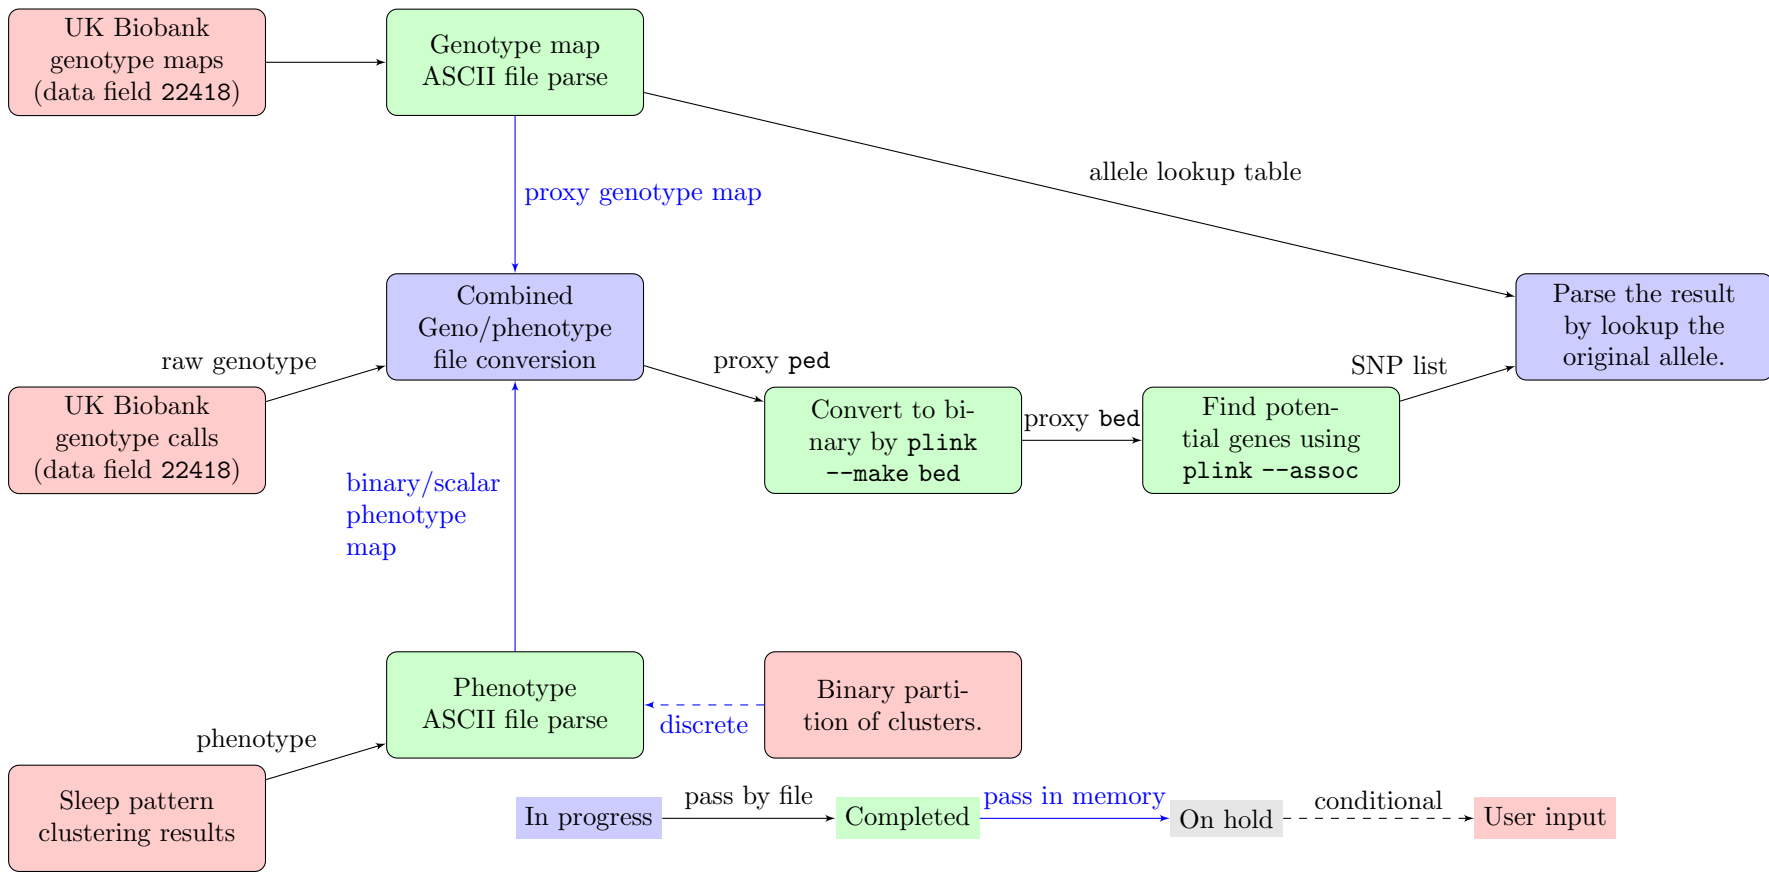 UK Biobank
genotype maps
(data field 22418)
Genotype map
ASCII file parse
allele lookup table
proxy genotype map
Combined
Geno/phenotype
file conversion
Parse the result
by lookup the
original allele.
raw genotype
proxy ped
SNP list
UK Biobank
genotype calls
(data field 22418)
Convert to bi-
nary by plink
--make bed
proxy bed
Find poten-
tial genes using
plink --assoc
binary/scalar
phenotype
map
Phenotype
ASCII file parse
discrete
Binary parti-
tion of clusters.
phenotype
Sleep pattern
clustering results
In progress
pass by file
Completed
pass in memory
On hold
conditional
User input